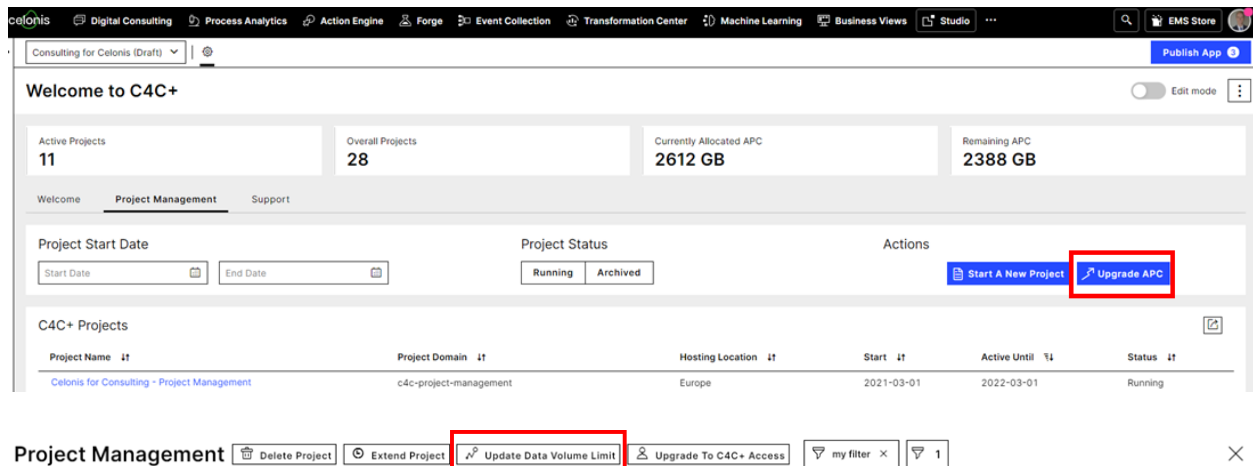 celonis Digital Consulting Process Analytics Action Engine Forge Event Collection Transformation Center Machine Learning Business Views Studio ··· EMS Store
Consulting for Celonis (Draft) Publish App 3
Welcome to C4C+ Edit mode
Active Projects Overall Projects Currently Allocated APC Remaining APC
11 28 2612 GB 2388 GB
Welcome Project Management Support
Project Start Date Project Status Actions
Start Date End Date Running Archived Start A New Project Upgrade APC
C4C+ Projects
Project Name Project Domain Hosting Location Start Active Until Status
Celonis for Consulting - Project Management c4c-project-management Europe 2021-03-01 2022-03-01 Running
Project Management Delete Project Extend Project Update Data Volume Limit Upgrade To C4C+ Access my filter × 1